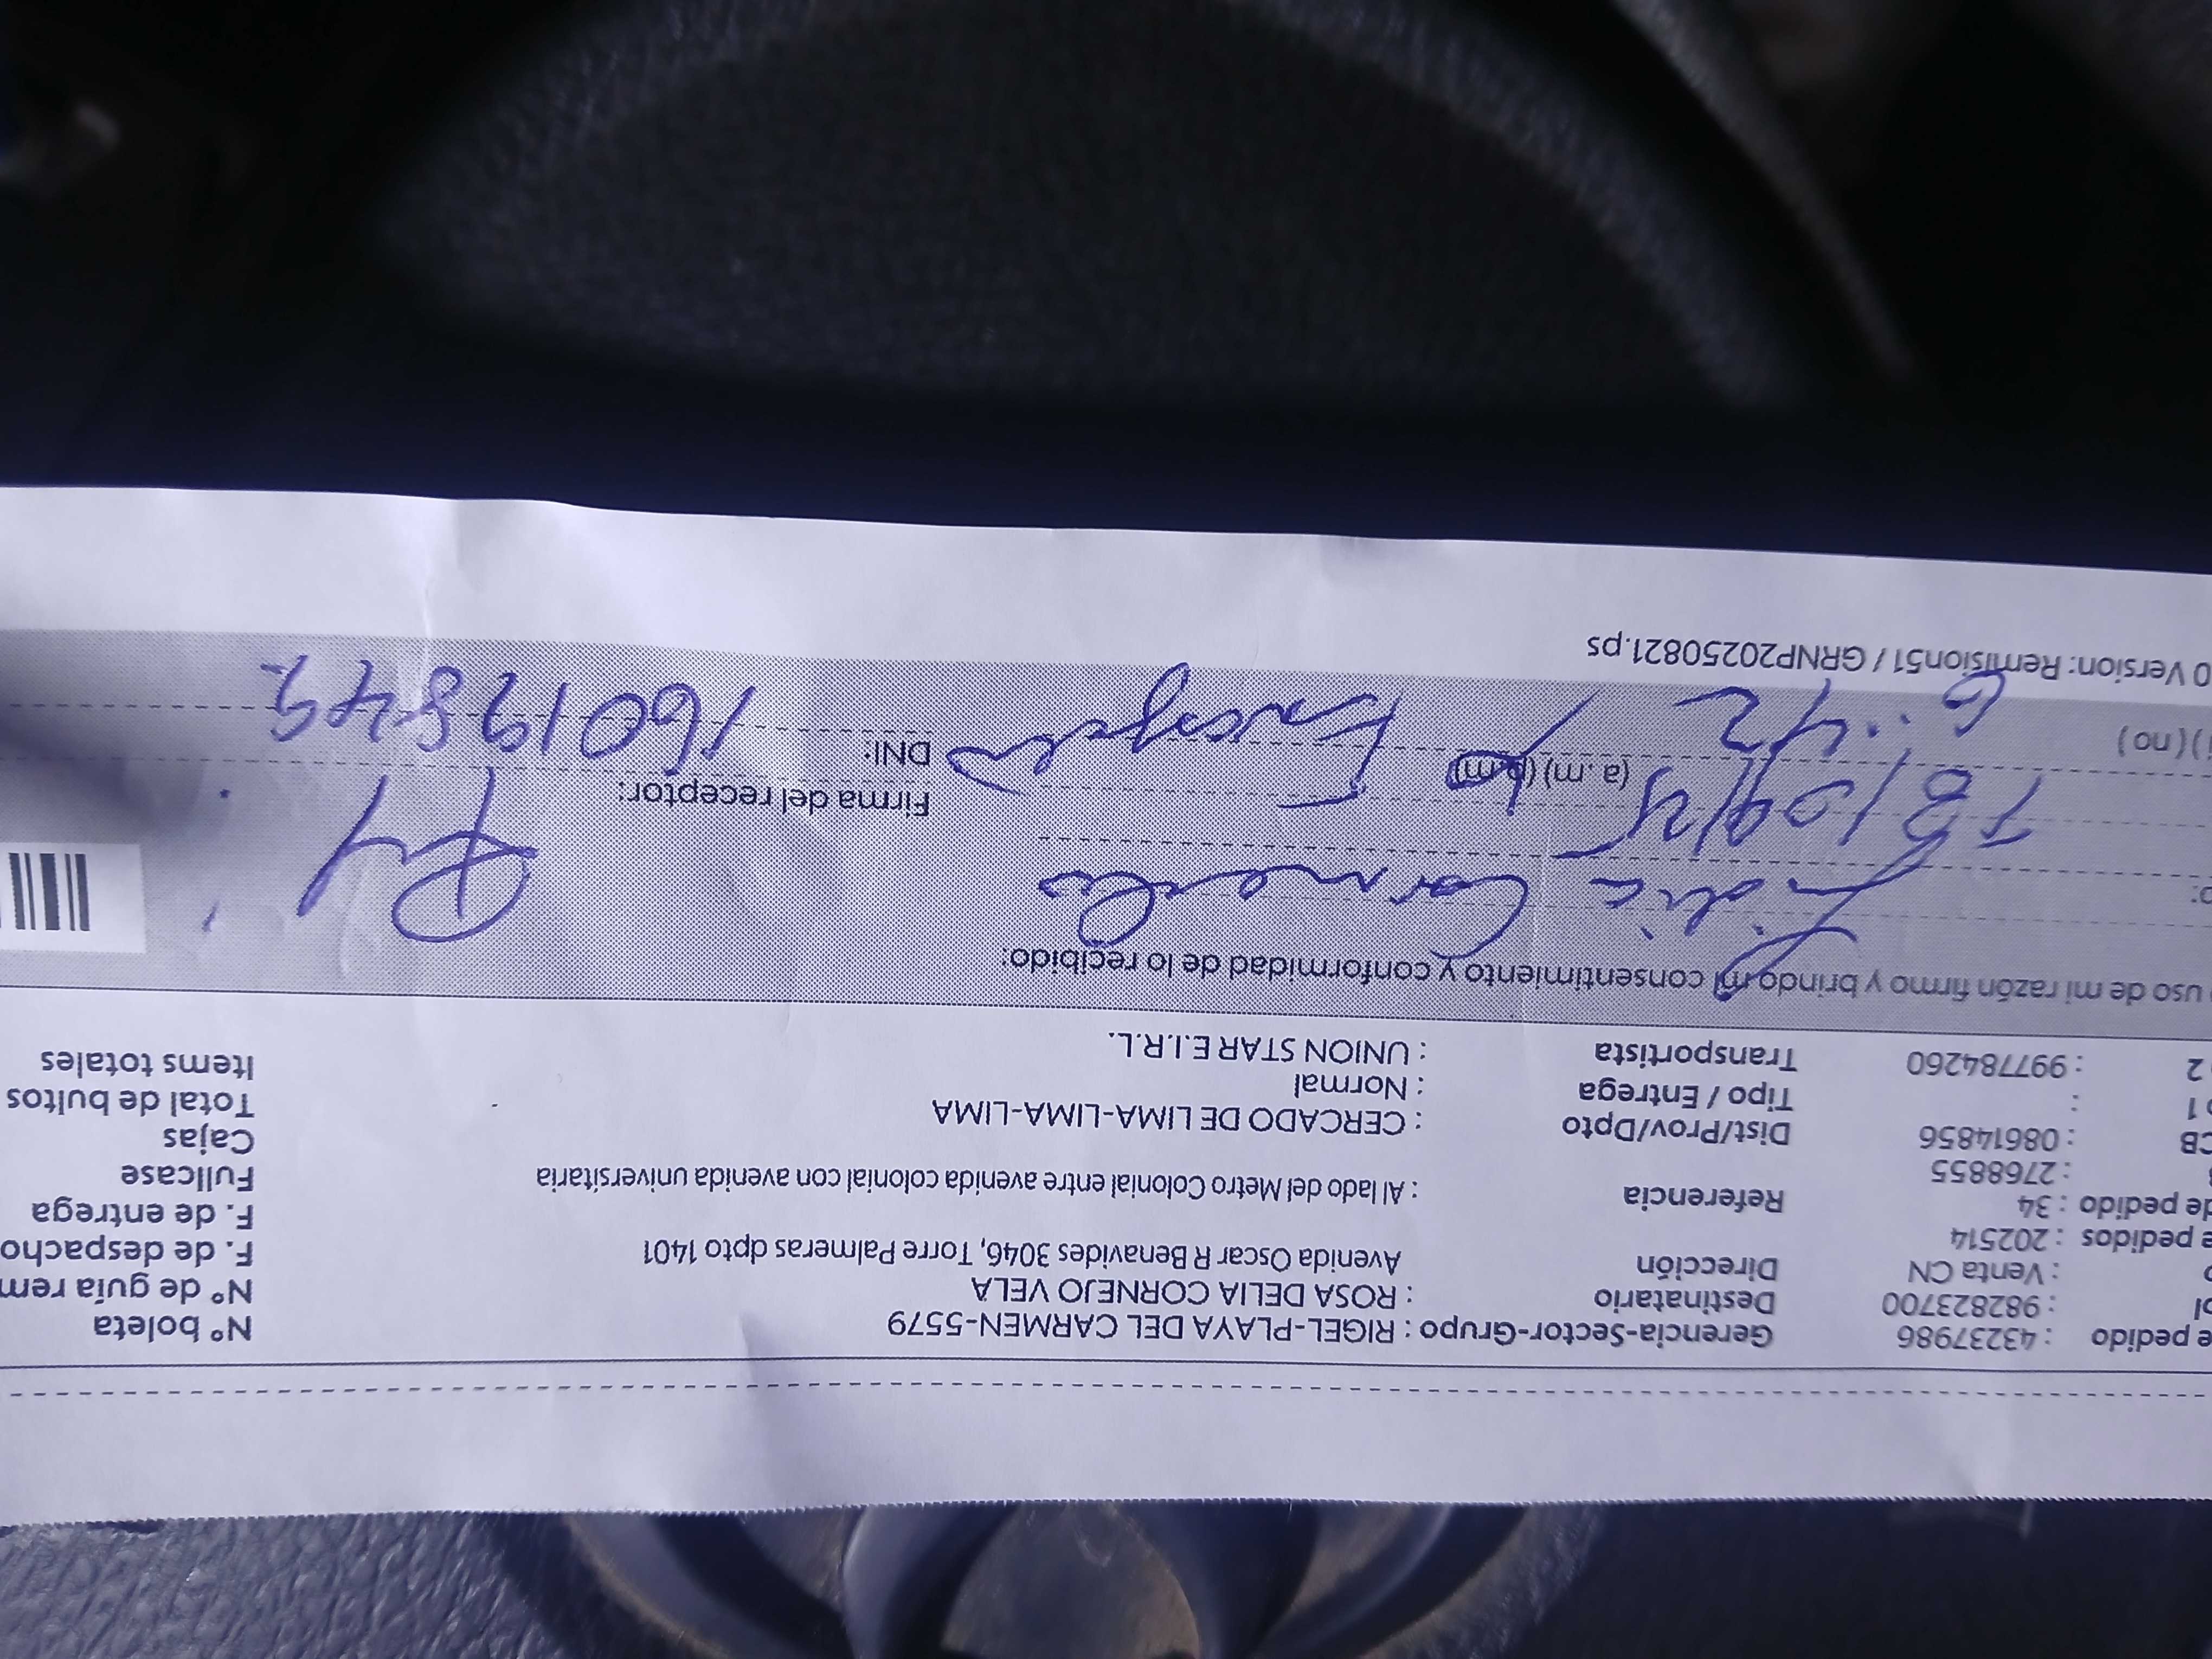 e pedido : 43237986 Gerencia-Sector-Grupo : RIGEL-PLAYA DEL CARMEN-5579 N° boleta
ol : 982823700 Destinatario : ROSA DELIA CORNEJO VELA N° de guía rem
: Venta CN Dirección Avenida Oscar R Benavides 3046, Torre Palmeras dpto 1401 F. de despacho
e pedidos : 202514 F. de entrega
de pedido : 34 Referencia : Al lado del Metro Colonial entre avenida colonial con avenida universitaria Fullcase
: 2768855
CB : 08614856 Dist/Prov/Dpto : CERCADO DE LIMA-LIMA-LIMA Cajas
o 1 : Tipo / Entrega : Normal Total de bultos
2 : 997784260 Transportista : UNION STAR E.I.R.L. Items totales
uso de mi razón firmo y brindo mi consentimiento y conformidad de lo recibido:
o:
18/09/25 (a. m) (p.m) Firma del receptor:
) ( no ) 6:42 DNI: 160198449
0 Version: Remision51 / GRNP20250821.ps